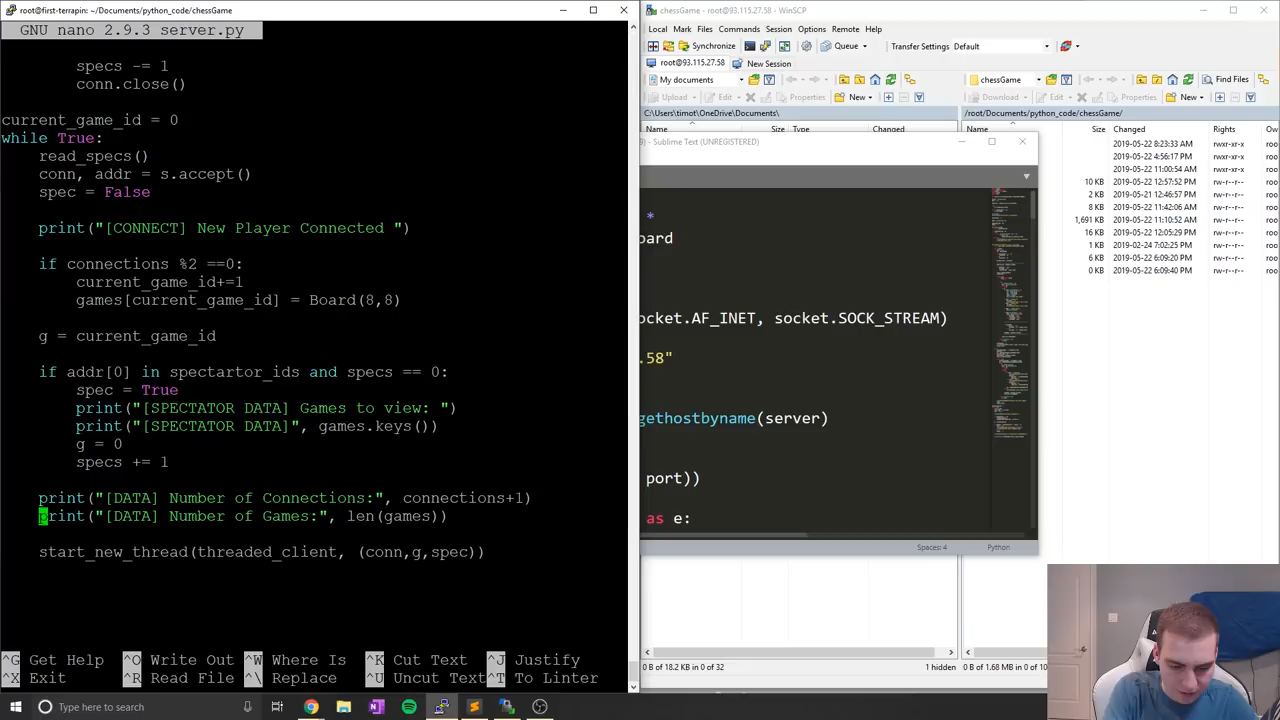 root@first-terrapin: ~/Documents/python_code/chessGame
GNU nano 2.9.3 server.py
specs -= 1
conn.close()
current_game_id = 0
while True:
read_specs()
conn, addr = s.accept()
spec = False
print("[CONNECT] New Player Connected ")
if connections %2 ==0:
current_game_id+=1
games[current_game_id] = Board(8,8)
g = current_game_id
if addr[0] in spectartor_ids and specs == 0:
spec = True
print("[SPECTATOR DATA] Games to view: ")
print("[SPECTATOR DATA]", games.keys())
g = 0
specs += 1
print("[DATA] Number of Connections:", connections+1)
print("[DATA] Number of Games:", len(games))
start_new_thread(threaded_client, (conn,g,spec))
^G Get Help ^O Write Out ^W Where Is ^K Cut Text ^J Justify
^X Exit ^R Read File ^\ Replace ^U Uncut Text ^T To Linter
chessGame - root@93.115.27.58 - WinSCP
Local Mark Files Commands Session Options Remote Help
Synchronize Queue Transfer Settings Default
root@93.115.27.58 New Session
My documents chessGame Find Files
Upload Edit Properties New Download Edit Properties New
C:\Users\timot\OneDrive\Documents\ /root/Documents/python_code/chessGame/
Name Size Type Changed Name Size Changed Rights Ow
2019-05-22 8:23:33 AM rwxr-xr-x roo
2019-05-22 4:56:17 PM rwxr-xr-x roo
2019-05-22 11:00:54 AM rwxr-xr-x roo
10 KB 2019-05-22 12:57:52 PM rw-r--r-- roo
2 KB 2019-05-21 12:46:57 PM rw-r--r-- roo
8 KB 2019-05-22 11:42:06 AM rw-r--r-- roo
1,691 KB 2019-05-22 11:12:52 AM rw-r--r-- roo
16 KB 2019-05-22 12:03:29 PM rw-r--r-- roo
1 KB 2019-02-24 7:02:23 PM rw-r--r-- roo
6 KB 2019-05-22 6:09:20 PM rw-r--r-- roo
0 KB 2019-05-22 6:09:40 PM rw-r--r-- roo
9) - Sublime Text (UNREGISTERED)
*
oard
ocket.AF_INET, socket.SOCK_STREAM)
.58"
gethostbyname(server)
port))
as e:
Spaces: 4 Python
0 B of 18.2 KB in 0 of 32 1 hidden 0 B of 1.68 MB in 0 of 10
Type here to search